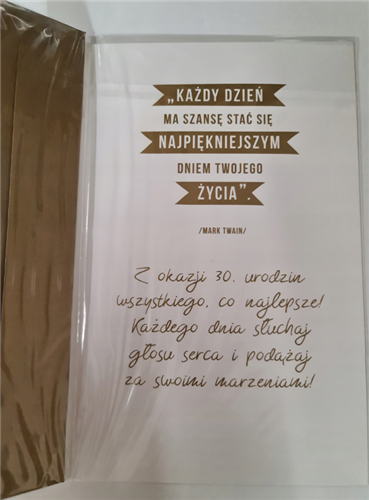 „KAŻDY DZIEŃ
MA SZANSĘ STAĆ SIĘ
NAJPIĘKNIEJSZYM
DNIEM TWOJEGO
ŻYCIA”.
/MARK TWAIN/
Z okazji 30. urodzin
wszystkiego, co najlepsze!
Każdego dnia słuchaj
głosu serca i podążaj
za swoimi marzeniami!